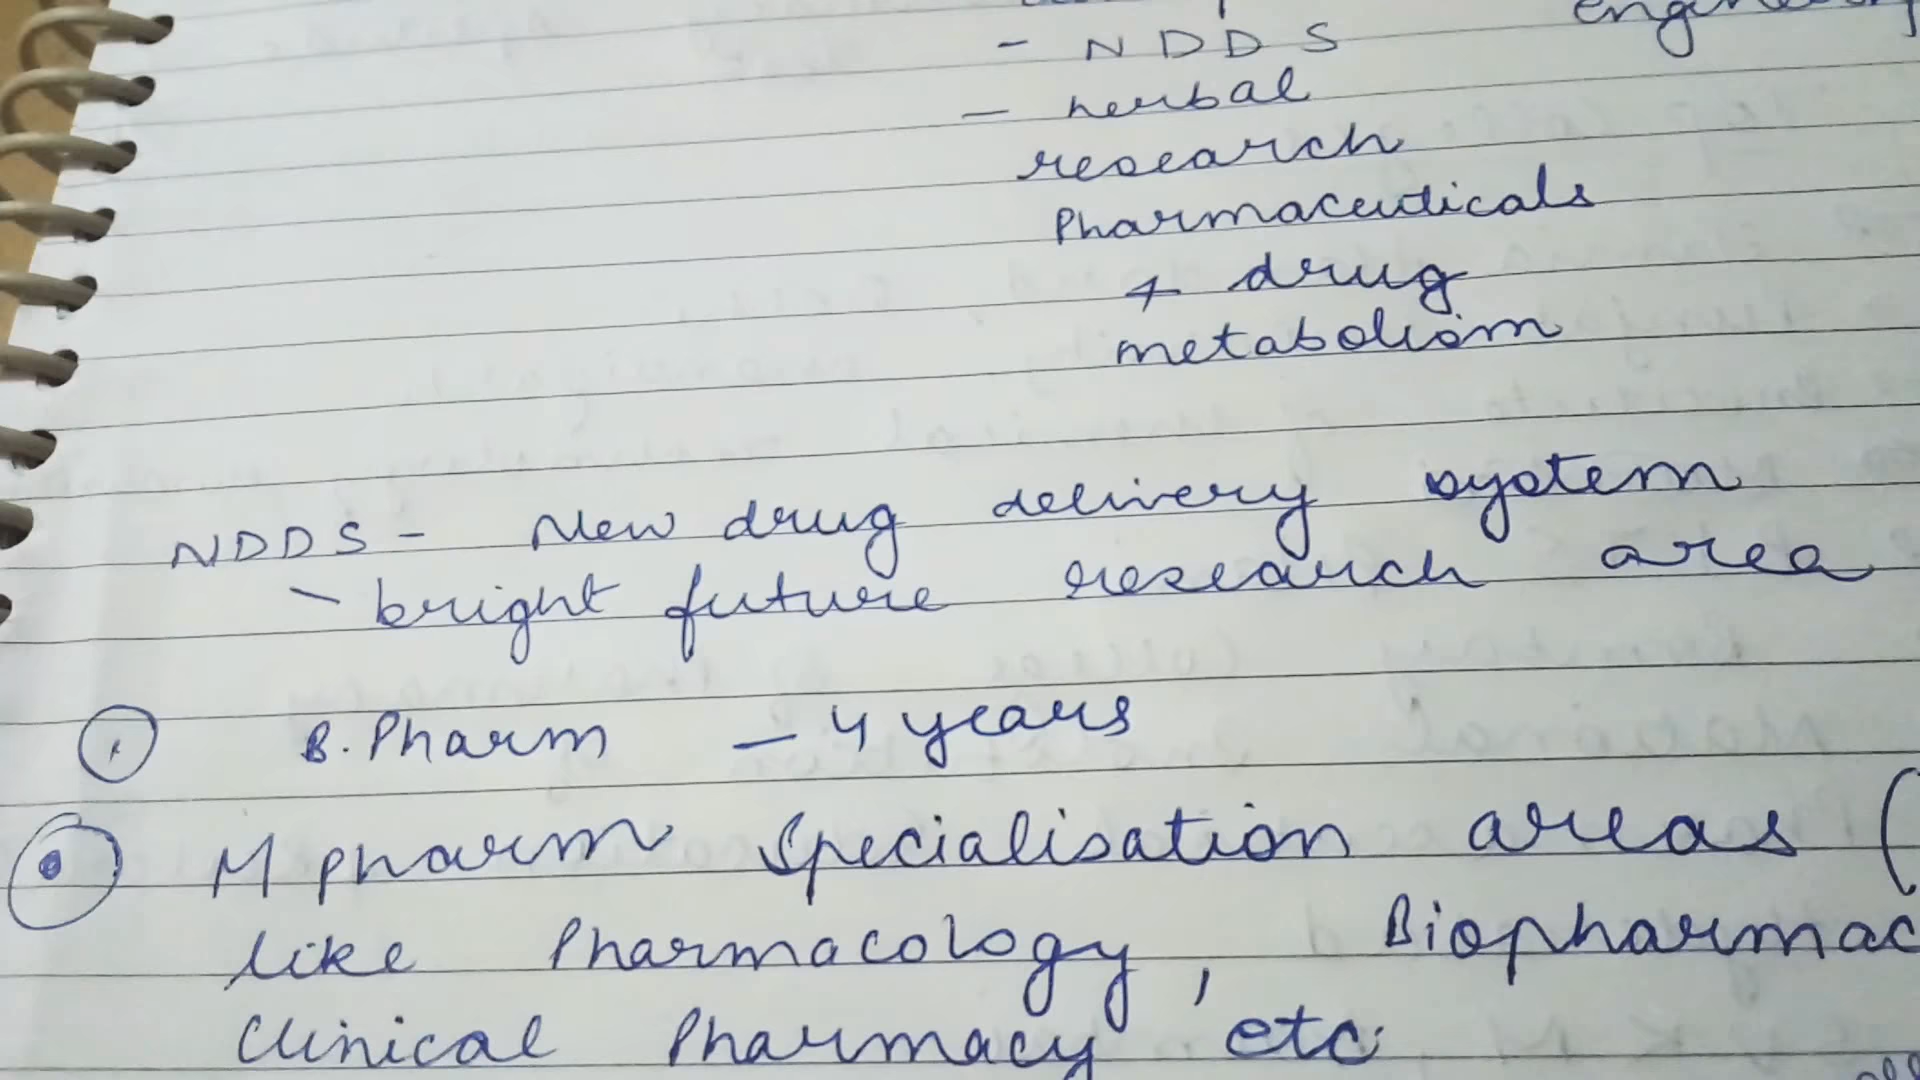 - NDDS
- herbal
research
Pharmaceuticals
+ drug
metabolism
NDDS - New drug delivery system
- bright future research area
1. B. Pharm - 4 years
• M pharm Specialisation areas (
like Pharmacology, Biopharmac
Clinical Pharmacy etc